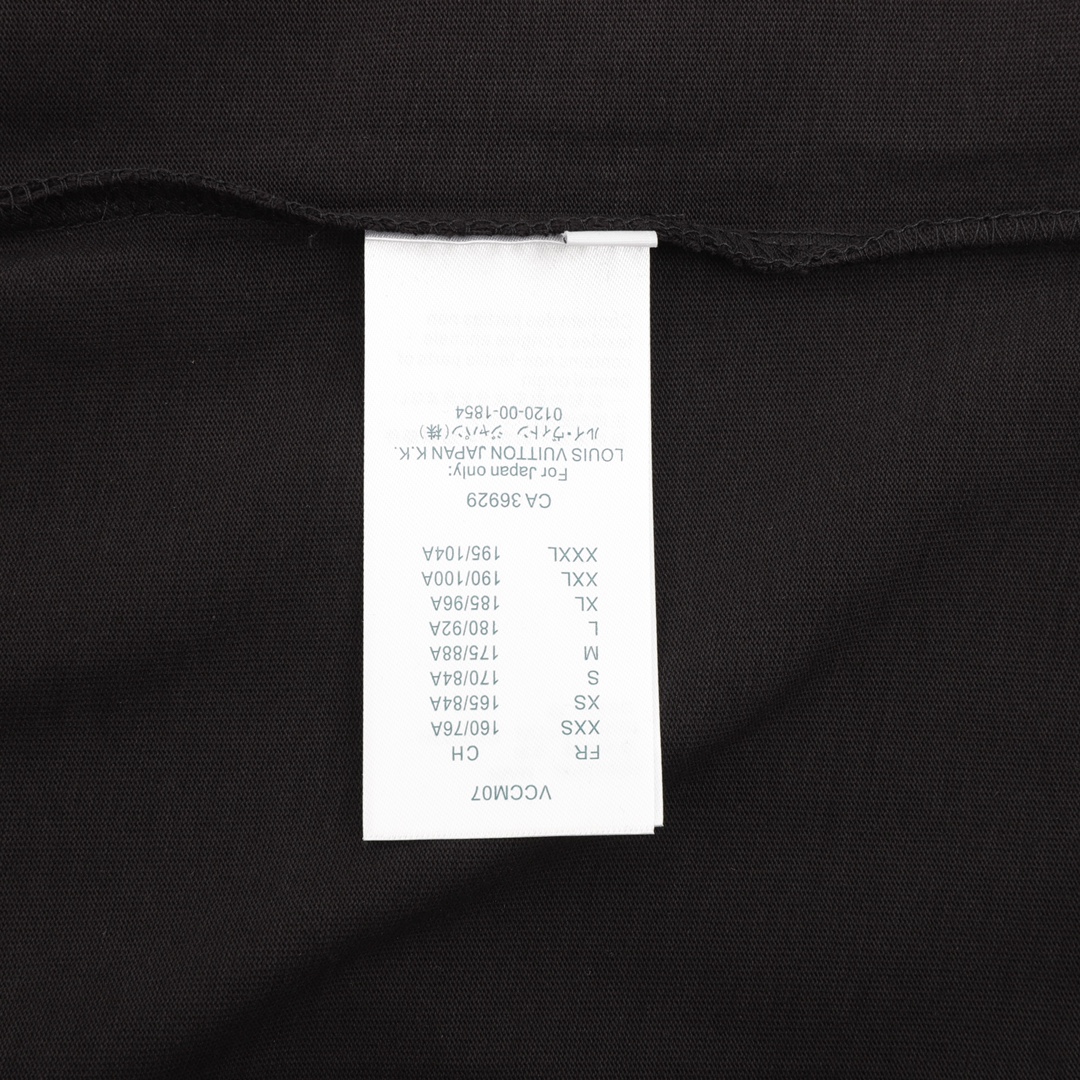 VCCM07
FR CH
XXS 160/76A
XS 165/84A
S 170/84A
M 175/88A
L 180/92A
XL 185/96A
XXL 190/100A
XXXL 195/104A
CA 36929
For Japan only:
LOUIS VUITTON JAPAN K.K.
ルイ・ヴィトン ジャパン(株)
0120-00-1854